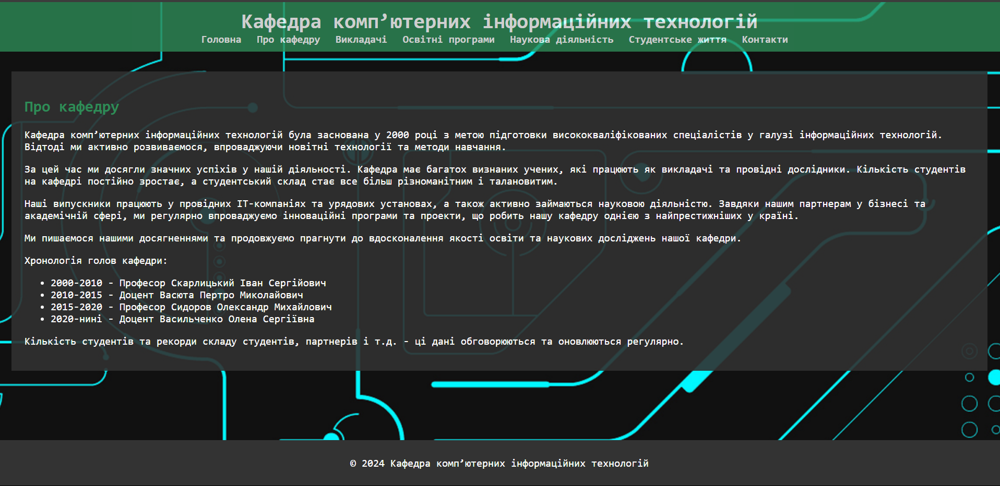 Кафедра комп’ютерних інформаційних технологій
Головна Про кафедру Викладачі Освітні програми Наукова діяльність Студентське життя Контакти
Про кафедру
Кафедра комп’ютерних інформаційних технологій була заснована у 2000 році з метою підготовки висококваліфікованих спеціалістів у галузі інформаційних технологій.
Відтоді ми активно розвиваємося, впроваджуючи новітні технології та методи навчання.
За цей час ми досягли значних успіхів у нашій діяльності. Кафедра має багатох визнаних учених, які працюють як викладачі та провідні дослідники. Кількість студентів
на кафедрі постійно зростає, а студентський склад стає все більш різноманітним і талановитим.
Наші випускники працюють у провідних ІТ-компаніях та урядових установах, а також активно займаються науковою діяльністю. Завдяки нашим партнерам у бізнесі та
академічній сфері, ми регулярно впроваджуємо інноваційні програми та проекти, що робить нашу кафедру однією з найпрестижніших у країні.
Ми пишаємося нашими досягненнями та продовжуємо прагнути до вдосконалення якості освіти та наукових досліджень нашої кафедри.
Хронологія голов кафедри:
• 2000-2010 - Професор Скарлицький Іван Сергійович
• 2010-2015 - Доцент Васюта Пертро Миколайович
• 2015-2020 - Професор Сидоров Олександр Михайлович
• 2020-нині - Доцент Васильченко Олена Сергіївна
Кількість студентів та рекорди складу студентів, партнерів і т.д. - ці дані обговорюються та оновлюються регулярно.
© 2024 Кафедра комп’ютерних інформаційних технологій